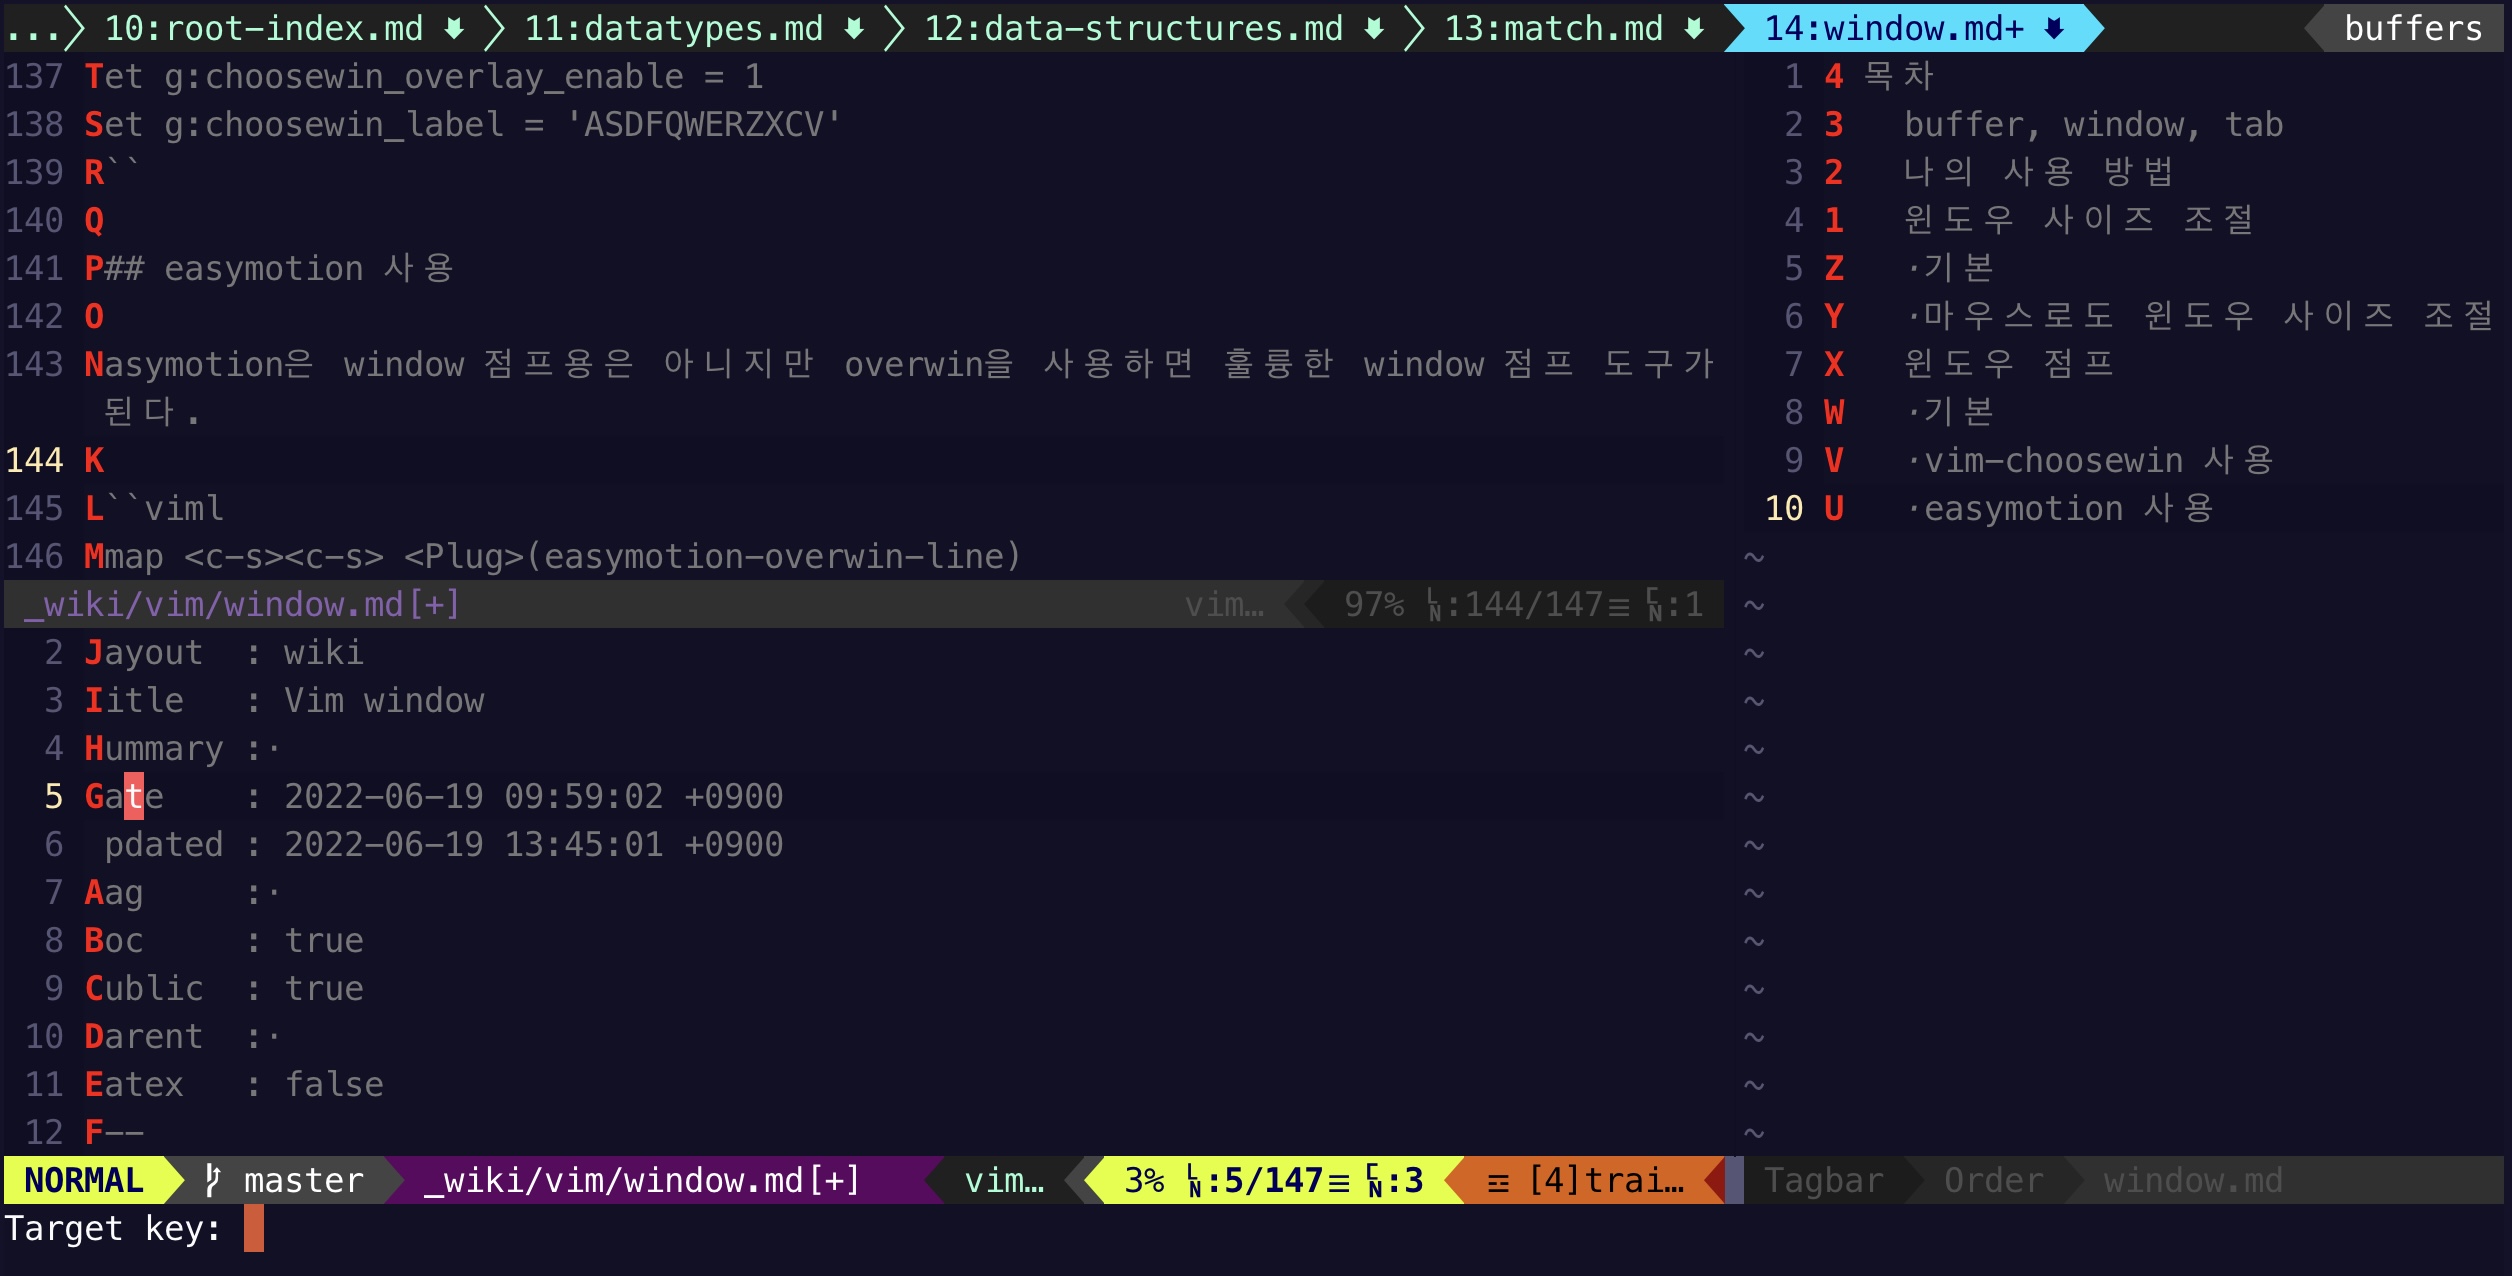 ... 10:root-index.md 11:datatypes.md 12:data-structures.md 13:match.md 14:window.md+ buffers
137 Tet g:choosewin_overlay_enable = 1
138 Set g:choosewin_label = 'ASDFQWERZXCV'
139 R``
140 Q
141 P## easymotion 사용
142 O
143 Nasymotion은 window 점프용은 아니지만 overwin을 사용하면 훌륭한 window 점프 도구가
된다.
144 K
145 L``viml
146 Mmap <c-s><c-s> <Plug>(easymotion-overwin-line)
_wiki/vim/window.md[+] vim… 97% LN:144/147≡ CN:1
2 Jayout : wiki
3 Iitle : Vim window
4 Hummary :·
5 Gate : 2022-06-19 09:59:02 +0900
6 pdated : 2022-06-19 13:45:01 +0900
7 Aag :·
8 Boc : true
9 Cublic : true
10 Darent :·
11 Eatex : false
12 F--
1 4 목차
2 3 buffer, window, tab
3 2 나의 사용 방법
4 1 윈도우 사이즈 조절
5 Z ·기본
6 Y ·마우스로도 윈도우 사이즈 조절
7 X 윈도우 점프
8 W ·기본
9 V ·vim-choosewin 사용
10 U ·easymotion 사용
~
~
~
~
~
~
~
~
~
~
~
~
~
NORMAL master _wiki/vim/window.md[+] vim… 3% LN:5/147≡ CN:3 ☲ [4]trai… Tagbar Order window.md
Target key: